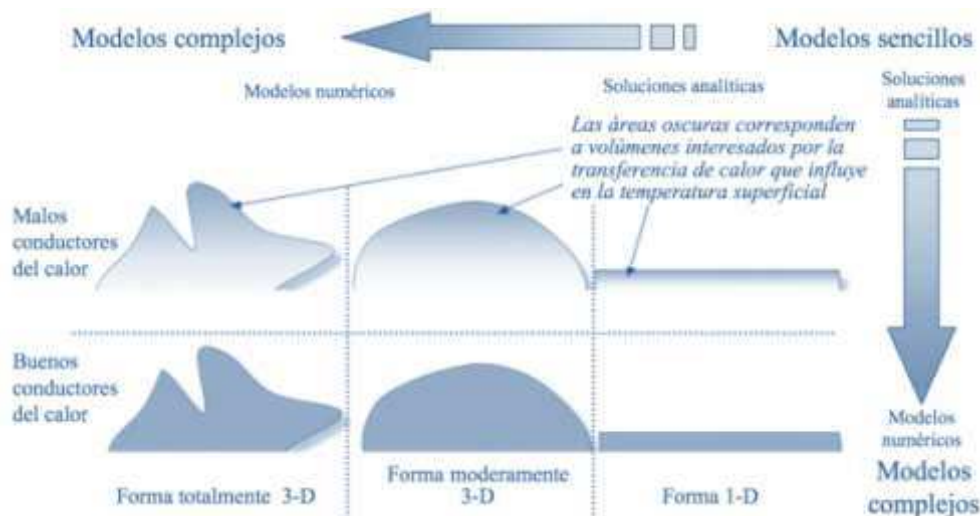 Modelos complejos
Modelos sencillos
Modelos numéricos
Soluciones analíticas
Soluciones
analíticas
Las áreas oscuras corresponden
a volúmenes interesados por la
transferencia de calor que influye
en la temperatura superficial
Malos
conductores
del calor
Buenos
conductores
del calor
Modelos
numéricos
Modelos
complejos
Forma totalmente 3-D
Forma moderamente
3-D
Forma 1-D